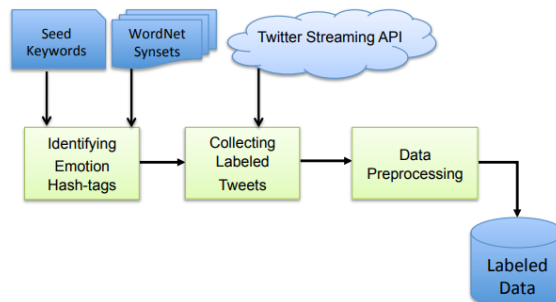 Seed
Keywords
WordNet
Synsets
Twitter Streaming API
Identifying
Emotion
Hash-tags
Collecting
Labeled
Tweets
Data
Preprocessing
Labeled
Data